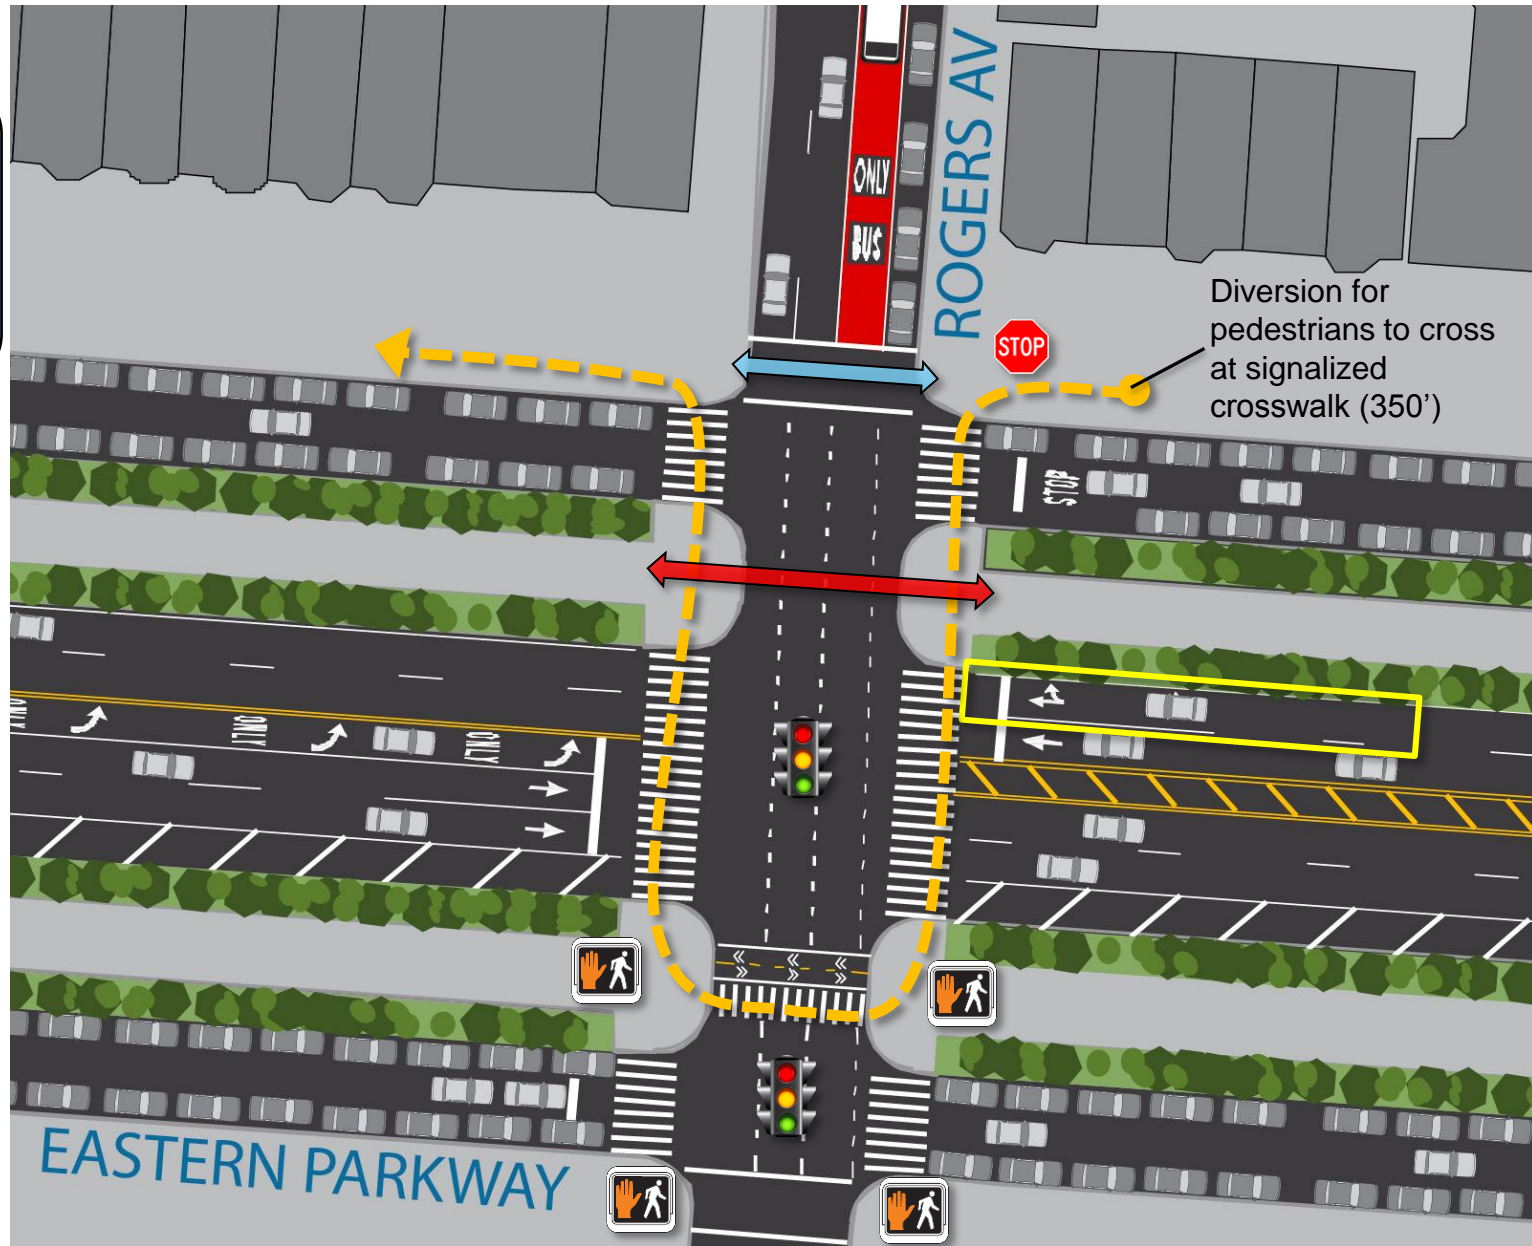 ROGERS AV
ONLY
BUS
STOP
Diversion for
pedestrians to cross
at signalized
crosswalk (350’)
STOP
ONLY
ONLY
ONLY
EASTERN PARKWAY